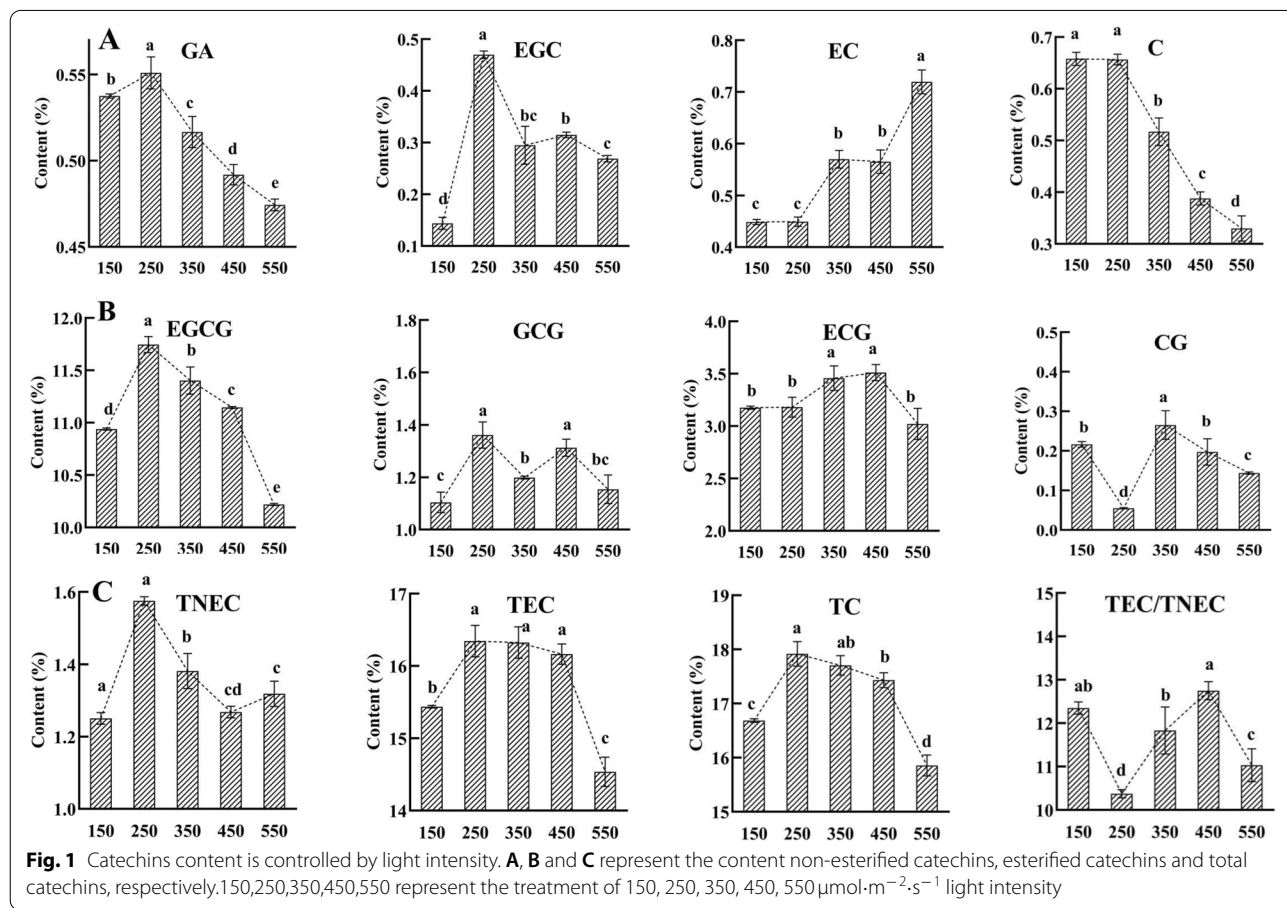 A
GA
Content (%)
0.55
0.50
0.45
b
a
c
d
e
150 250 350 450 550
EGC
0.5
0.4
0.3
0.2
0.1
d
a
bc
b
c
150 250 350 450 550
EC
Content (%)
0.8
0.7
0.6
0.5
0.4
c
c
b
b
a
150 250 350 450 550
C
0.7
0.6
0.5
0.4
0.3
a
a
b
c
d
150 250 350 450 550
B
EGCG
Content (%)
12.0
11.5
11.0
10.5
10.0
d
a
b
c
e
150 250 350 450 550
GCG
Content (%)
1.8
1.6
1.4
1.2
1.0
c
a
b
a
bc
150 250 350 450 550
ECG
Content (%)
4.0
3.5
3.0
2.5
2.0
b
b
a
a
b
150 250 350 450 550
CG
Content (%)
0.5
0.4
0.3
0.2
0.1
0.0
b
d
a
b
c
150 250 350 450 550
C
TNEC
Content (%)
1.6
1.4
1.2
1.0
a
a
b
cd
c
150 250 350 450 550
TEC
Content (%)
17
16
15
14
b
a
a
a
c
150 250 350 450 550
TC
Content (%)
19
18
17
16
15
c
a
ab
b
d
150 250 350 450 550
TEC/TNEC
Content (%)
15
14
13
12
11
10
ab
d
b
a
c
150 250 350 450 550
Fig. 1 Catechins content is controlled by light intensity. A, B and C represent the content non-esterified catechins, esterified catechins and total
catechins, respectively.150,250,350,450,550 represent the treatment of 150, 250, 350, 450, 550 µmol·m−2·s−1 light intensity